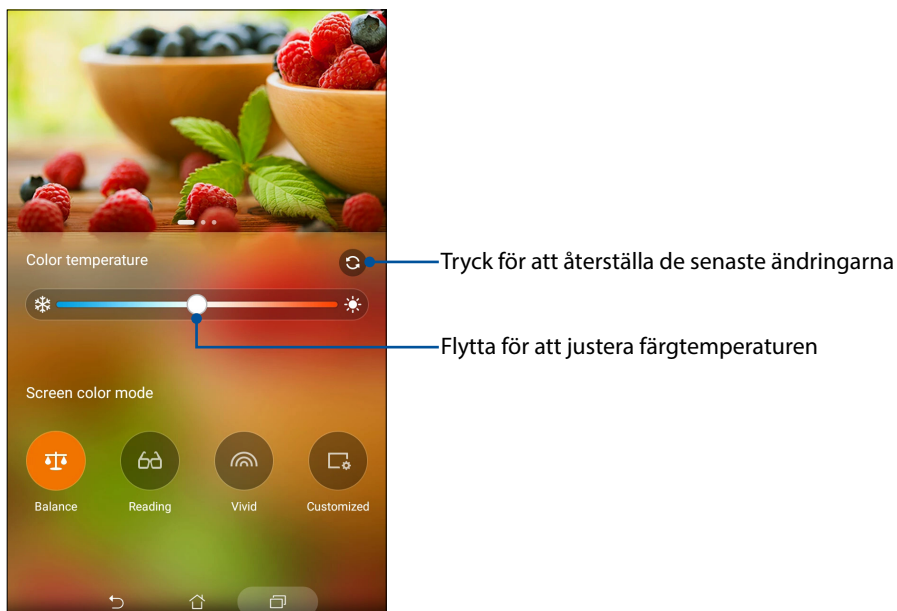 Color temperature
Tryck för att återställa de senaste ändringarna
Flytta för att justera färgtemperaturen
Screen color mode
Balance
Reading
Vivid
Customized